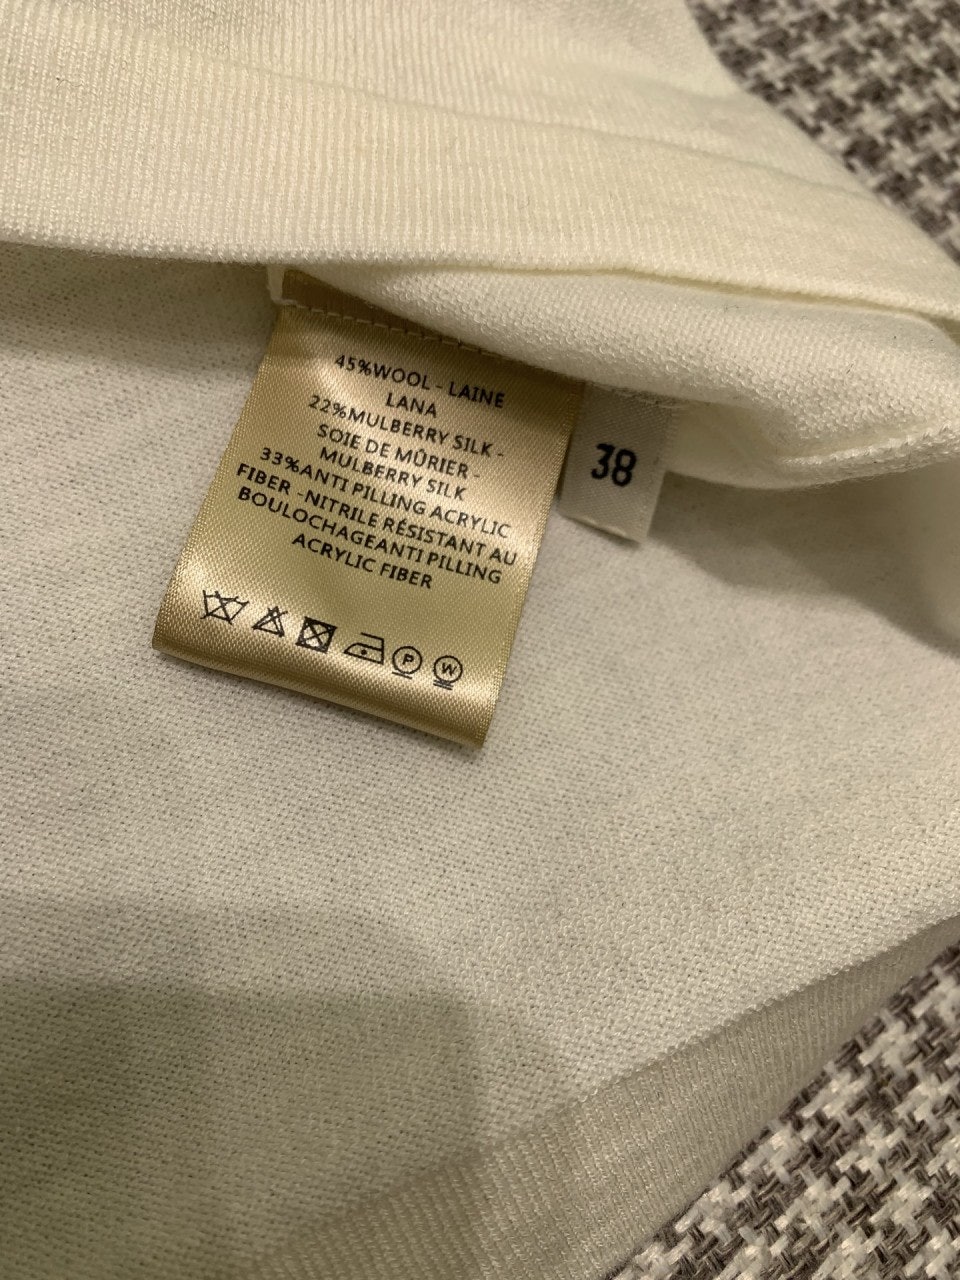 45%WOOL - LAINE
LANA
22%MULBERRY SILK -
SOIE DE MÛRIER -
MULBERRY SILK
33%ANTI PILLING ACRYLIC
FIBER -NITRILE RÉSISTANT AU
BOULOCHAGEANTI PILLING
ACRYLIC FIBER
P
W
38